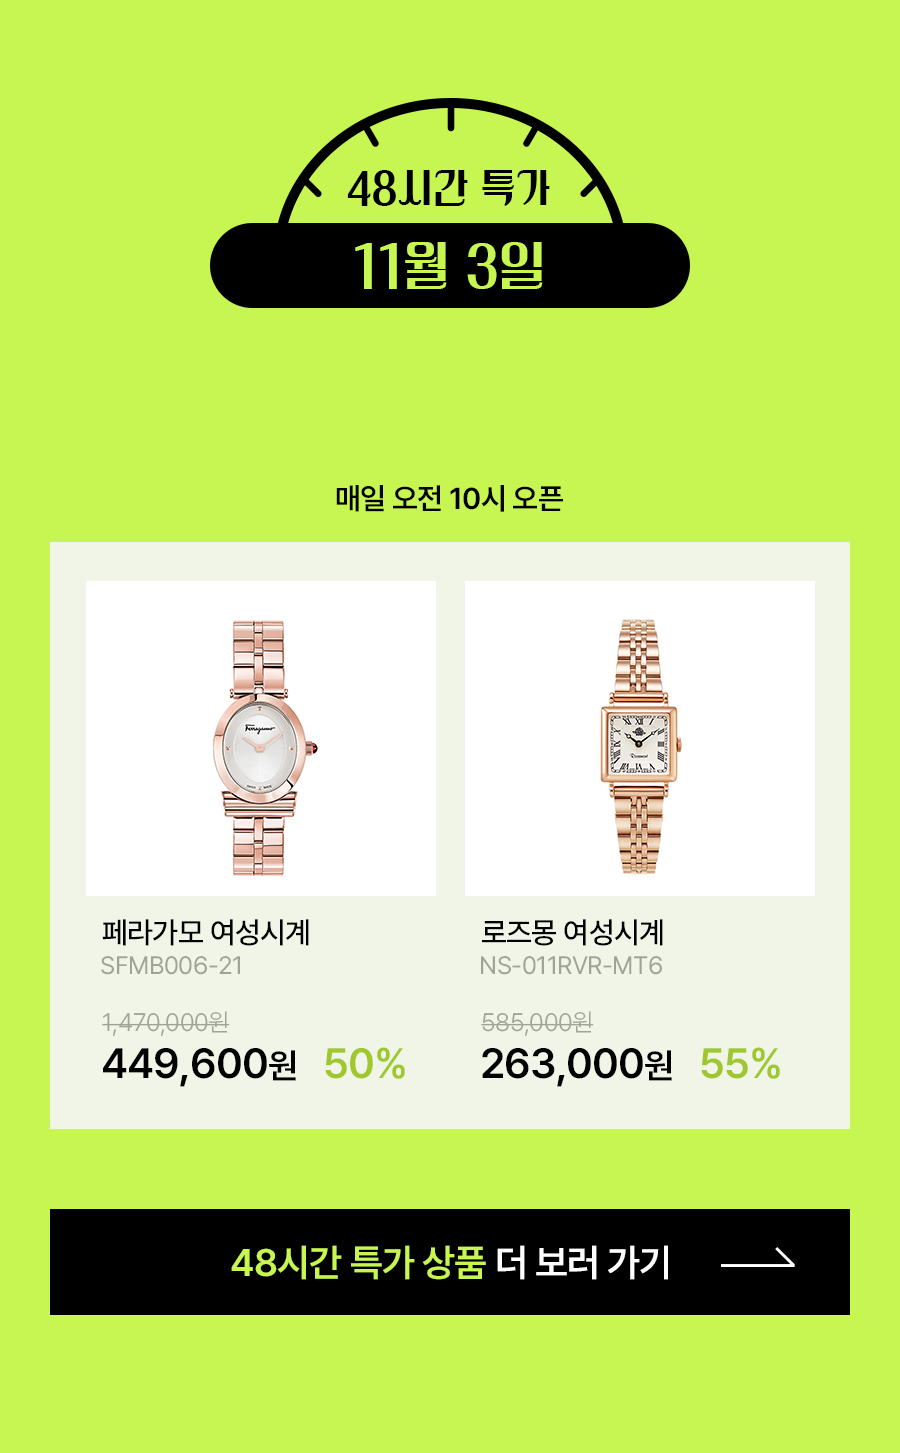 48시간 특가
11월 3일
매일 오전 10시 오픈
Ferragamo
페라가모 여성시계
SFMB006-21
1,470,000원
449,600원 50%
Rosemont
로즈몽 여성시계
NS-011RVR-MT6
585,000원
263,000원 55%
48시간 특가 상품 더 보러 가기